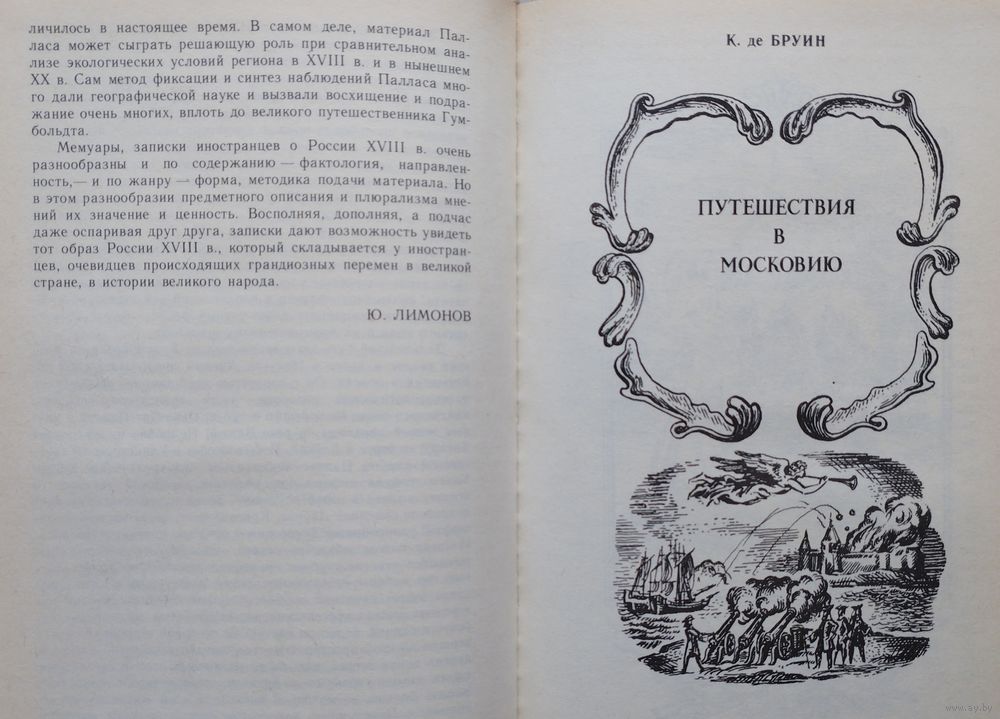 личилось в настоящее время. В самом деле, материал Пал-
ласа может сыграть решающую роль при сравнительном ана-
лизе экологических условий региона в XVIII в. и в нынешнем
XX в. Сам метод фиксации и синтез наблюдений Палласа мно-
го дали географической науке и вызвали восхищение и подра-
жание очень многих, вплоть до великого путешественника Гум-
больдта.
Мемуары, записки иностранцев о России XVIII в. очень
разнообразны и по содержанию — фактология, направлен-
ность,— и по жанру — форма, методика подачи материала. Но
в этом разнообразии предметного описания и плюрализма мне-
ний их значение и ценность. Восполняя, дополняя, а подчас
даже оспаривая друг друга, записки дают возможность увидеть
тот образ России XVIII в., который складывается у иностран-
цев, очевидцев происходящих грандиозных перемен в великой
стране, в истории великого народа.
Ю. ЛИМОНОВ
К. де БРУИН
ПУТЕШЕСТВИЯ
В
МОСКОВИЮ
www.ay.by